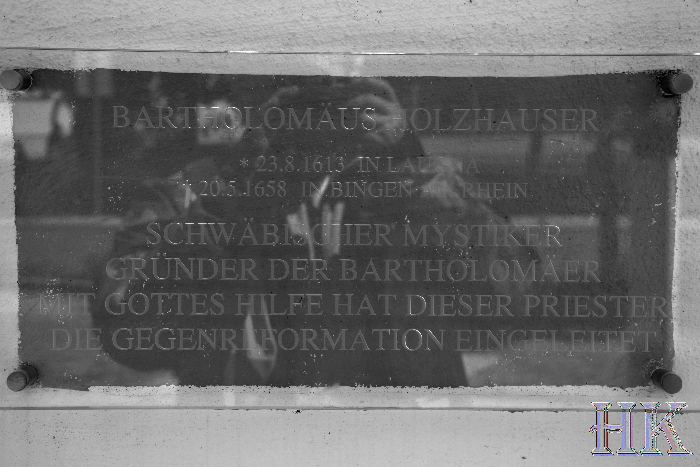 BARTHOLOMÄUS HOLZHAUSER
* 23.8.1613 IN
20.5.1658 IN BINGEN RHEIN
SCHWÄBISCHER MYSTIKER
GRÜNDER DER BARTHOLOMÄER
MIT GOTTES HILFE HAT DIESER PRIESTER
DIE GEGENREFORMATION EINGELEITET
HK